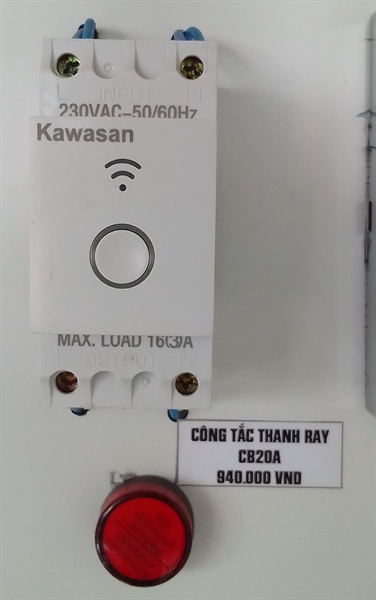 L INPUT N
230VAC-50/60Hz
Kawasan
MAX. LOAD 16(3)A
L OUTPUT N
CÔNG TẮC THANH RAY
CB20A
940.000 VND